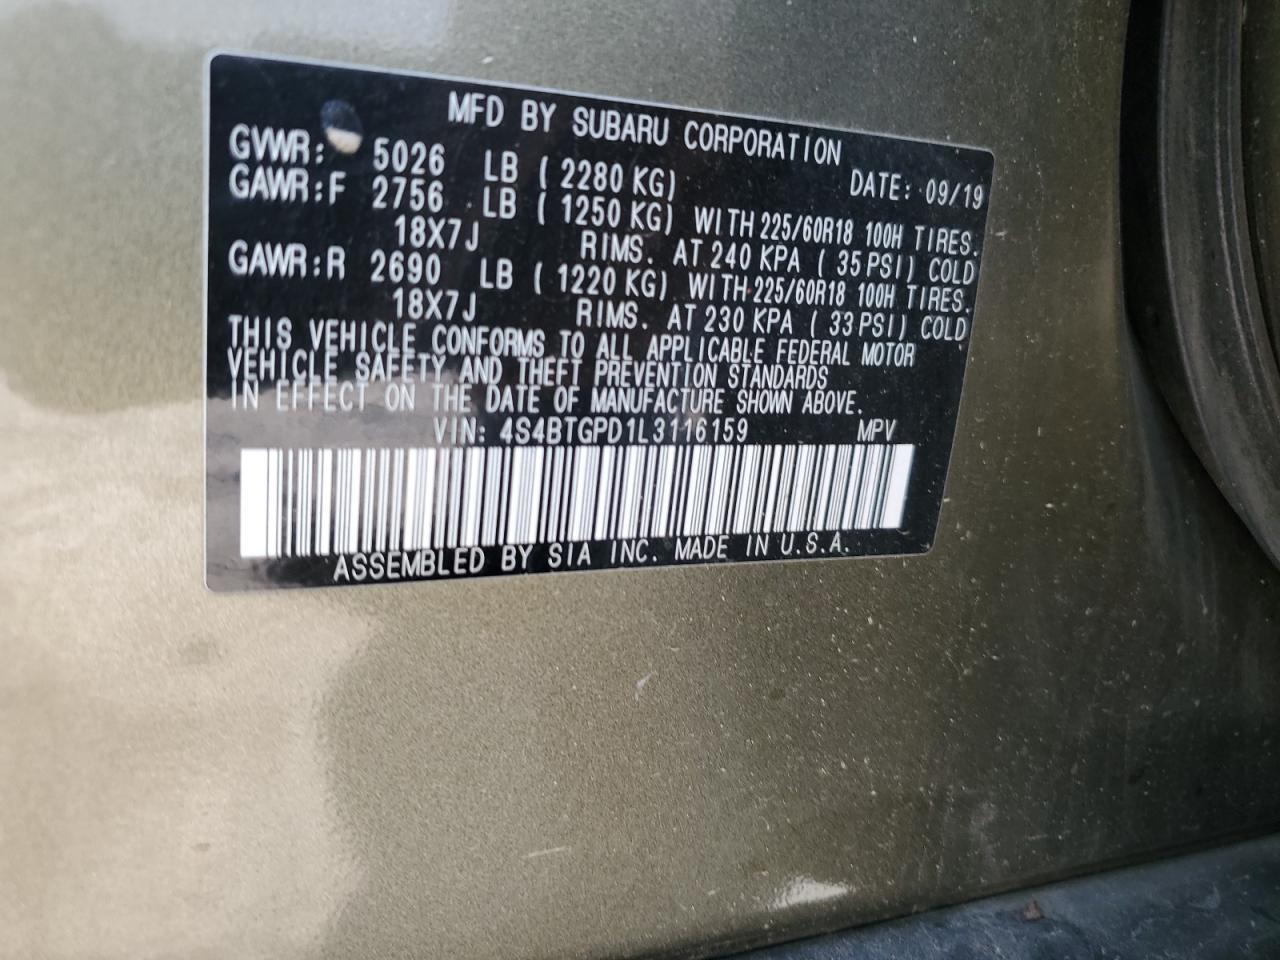 MFD BY SUBARU CORPORATION
GVWR: 5026 LB ( 2280 KG) DATE: 09/19
GAWR:F 2756 LB ( 1250 KG) WITH 225/60R18 100H TIRES.
18X7J RIMS. AT 240 KPA ( 35 PSI) COLD
GAWR:R 2690 LB ( 1220 KG) WITH 225/60R18 100H TIRES.
18X7J RIMS. AT 230 KPA ( 33 PSI) COLD
THIS VEHICLE CONFORMS TO ALL APPLICABLE FEDERAL MOTOR
VEHICLE SAFETY AND THEFT PREVENTION STANDARDS
IN EFFECT ON THE DATE OF MANUFACTURE SHOWN ABOVE.
VIN: 4S4BTGPD1L3116159 MPV
ASSEMBLED BY SIA INC. MADE IN U.S.A.